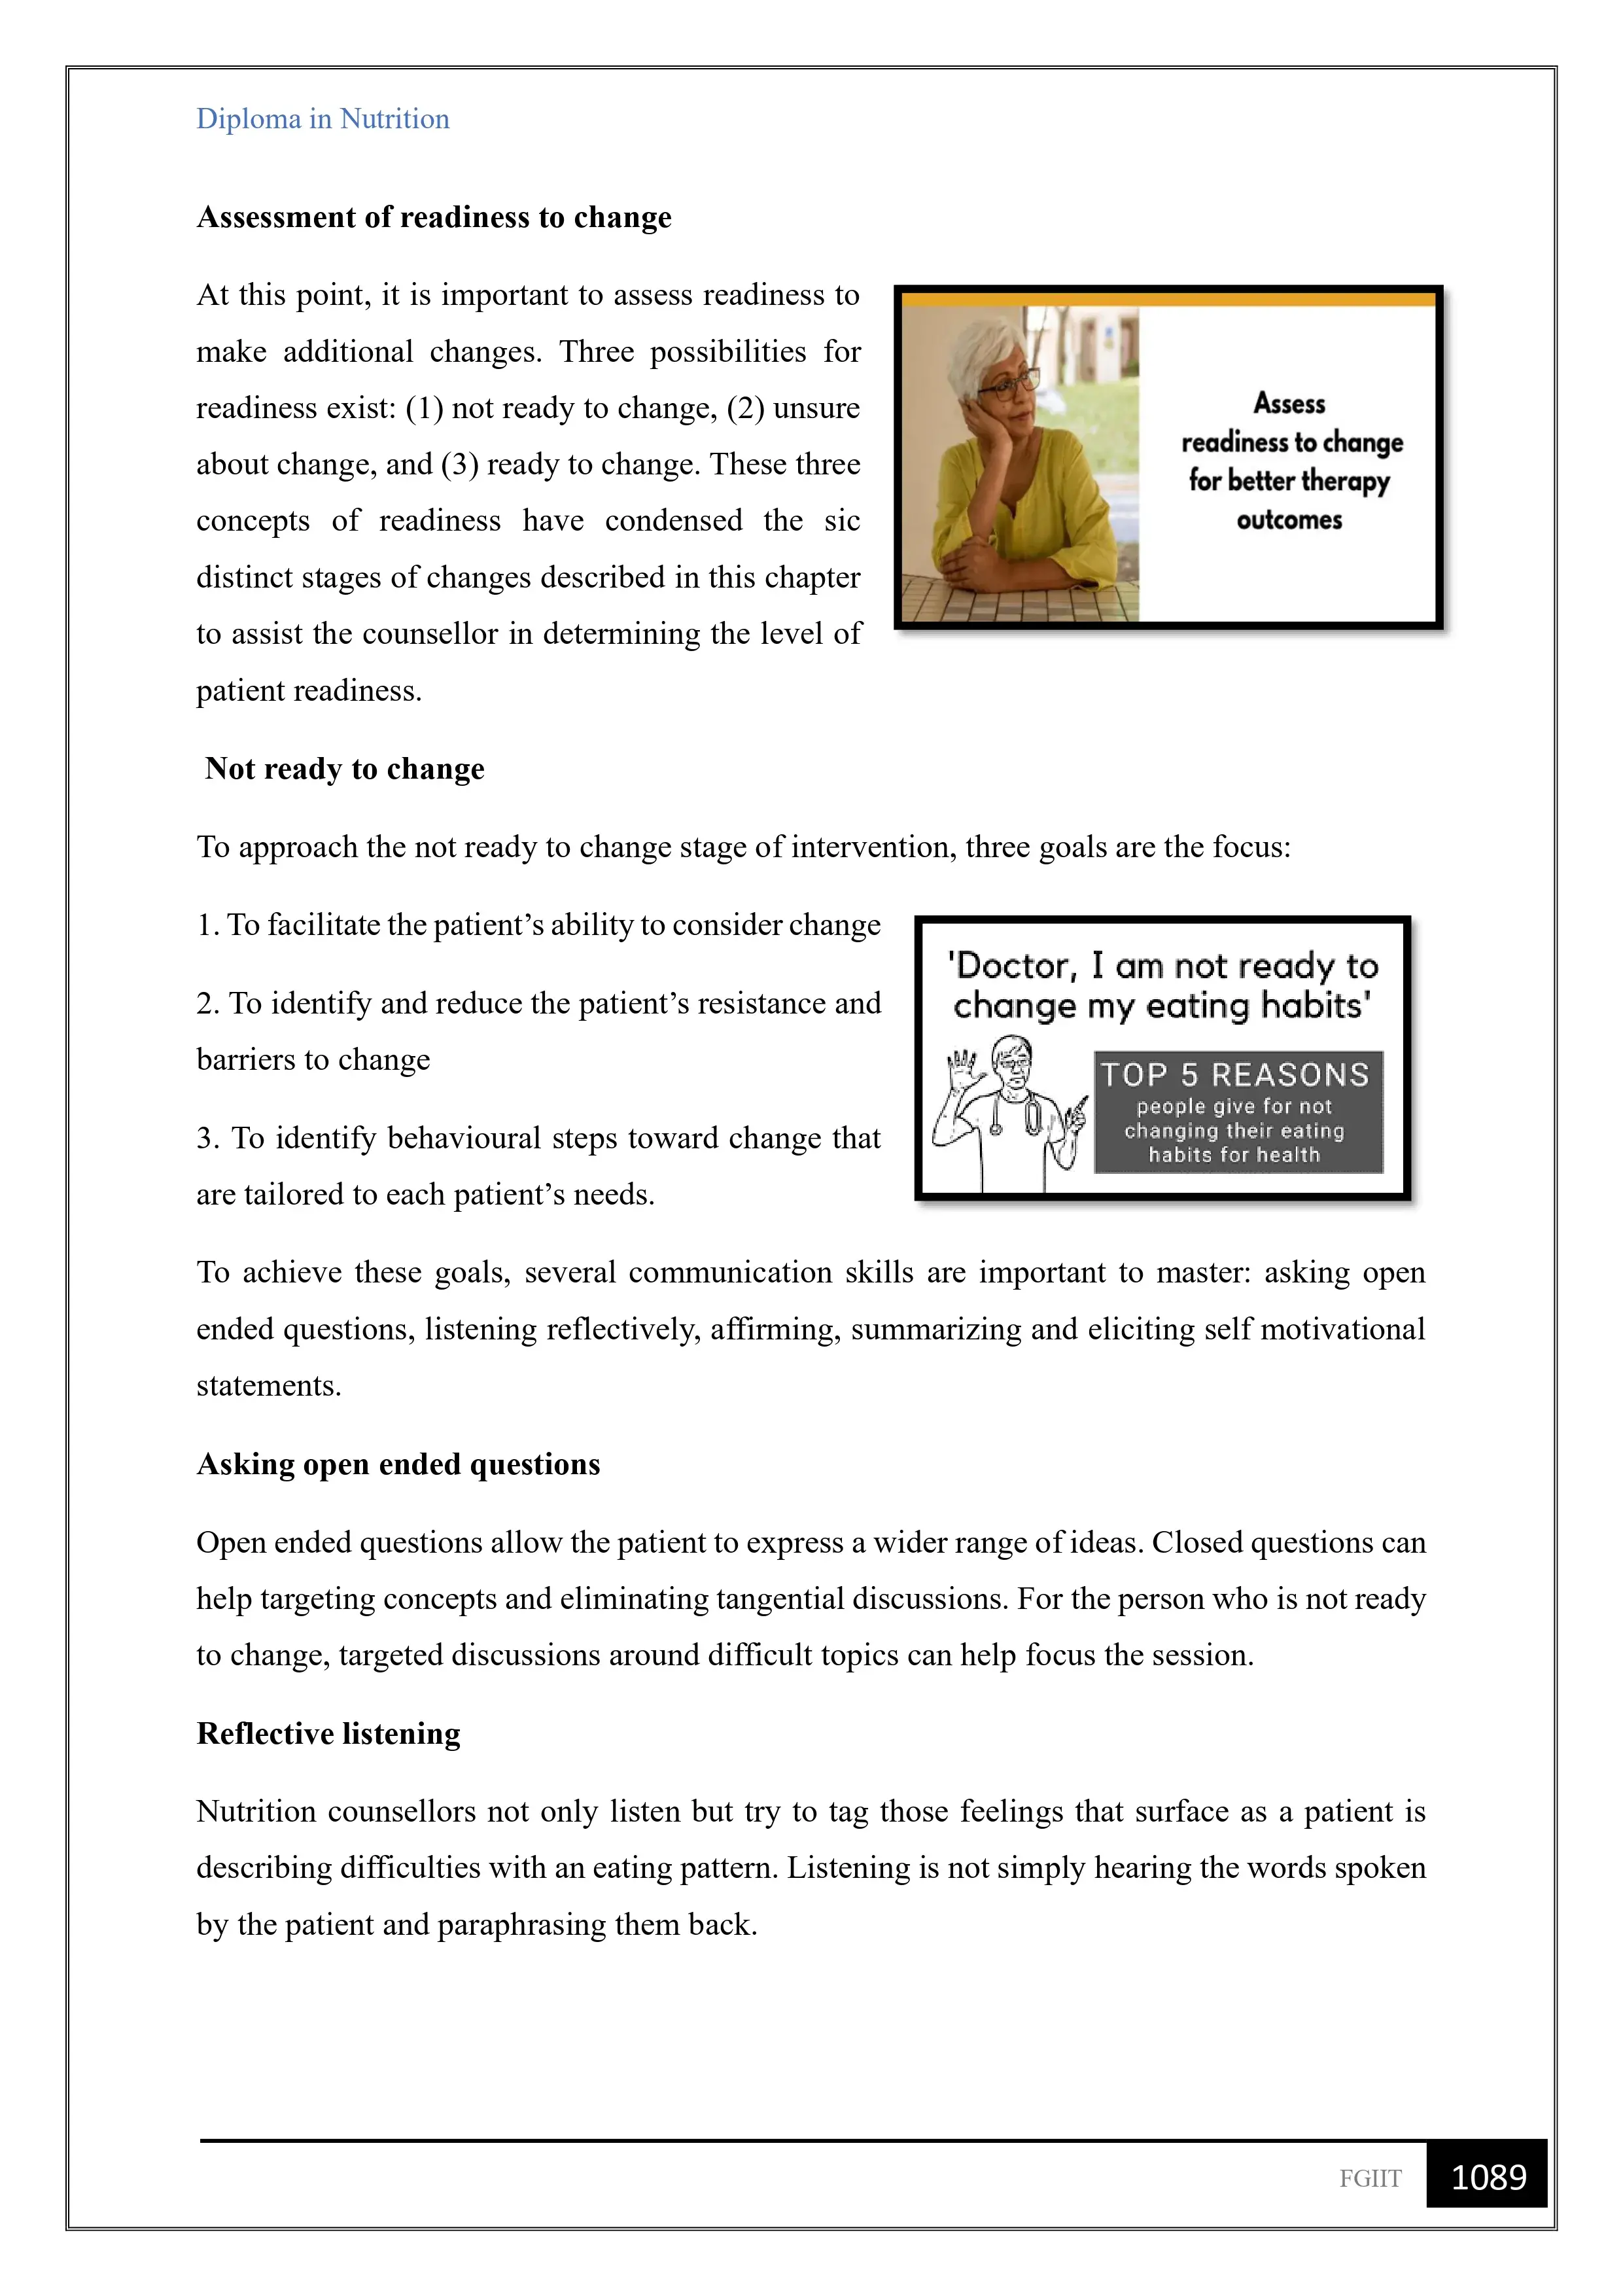 Diploma in Nutrition
Assessment of readiness to change
At this point, it is important to assess readiness to
make additional changes. Three possibilities for
readiness exist: (1) not ready to change, (2) unsure
about change, and (3) ready to change. These three
concepts of readiness have condensed the sic
distinct stages of changes described in this chapter
to assist the counsellor in determining the level of
patient readiness.
Assess
readiness to change
for better therapy
outcomes
Not ready to change
To approach the not ready to change stage of intervention, three goals are the focus:
1. To facilitate the patient’s ability to consider change
2. To identify and reduce the patient’s resistance and
barriers to change
3. To identify behavioural steps toward change that
are tailored to each patient’s needs.
'Doctor, I am not ready to
change my eating habits'
TOP 5 REASONS
people give for not
changing their eating
habits for health
To achieve these goals, several communication skills are important to master: asking open
ended questions, listening reflectively, affirming, summarizing and eliciting self motivational
statements.
Asking open ended questions
Open ended questions allow the patient to express a wider range of ideas. Closed questions can
help targeting concepts and eliminating tangential discussions. For the person who is not ready
to change, targeted discussions around difficult topics can help focus the session.
Reflective listening
Nutrition counsellors not only listen but try to tag those feelings that surface as a patient is
describing difficulties with an eating pattern. Listening is not simply hearing the words spoken
by the patient and paraphrasing them back.
FGIIT
1089